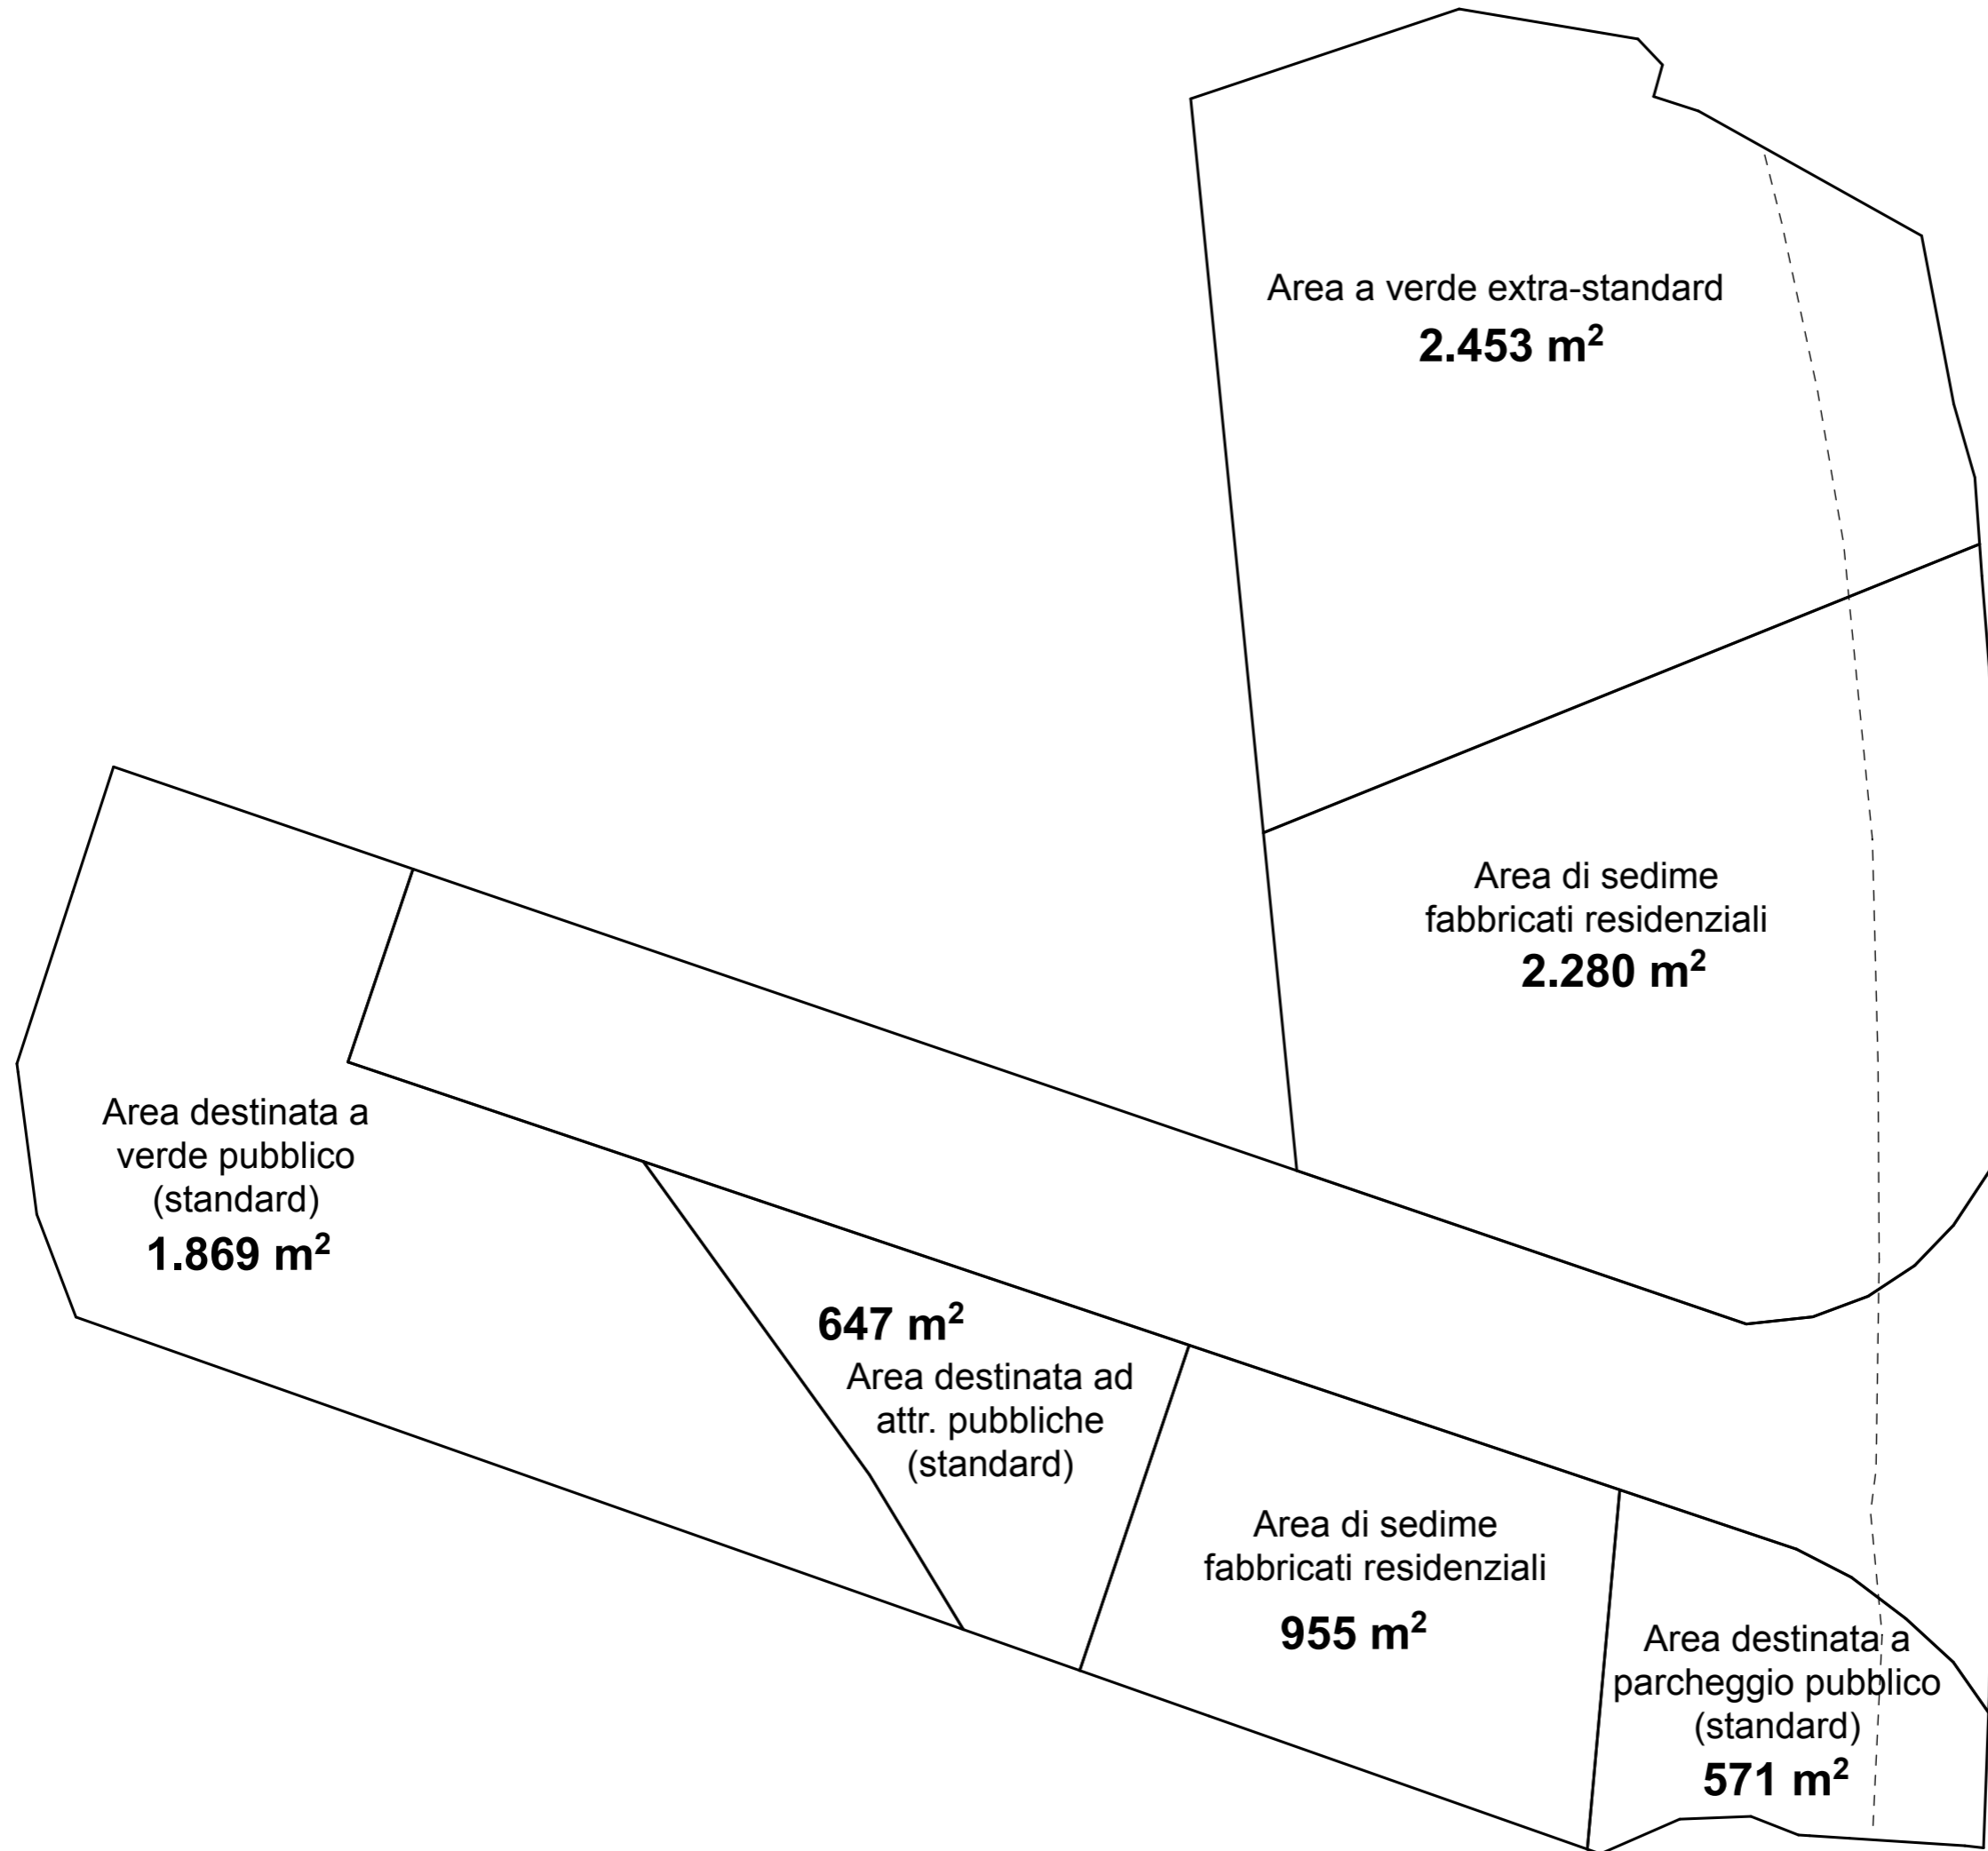 Area a verde extra-standard
2.453 m²
Area di sedime
fabbricati residenziali
2.280 m²
Area destinata a
verde pubblico
(standard)
1.869 m²
647 m²
Area destinata ad
attr. pubbliche
(standard)
Area di sedime
fabbricati residenziali
955 m²
Area destinata a
parcheggio pubblico
(standard)
571 m²